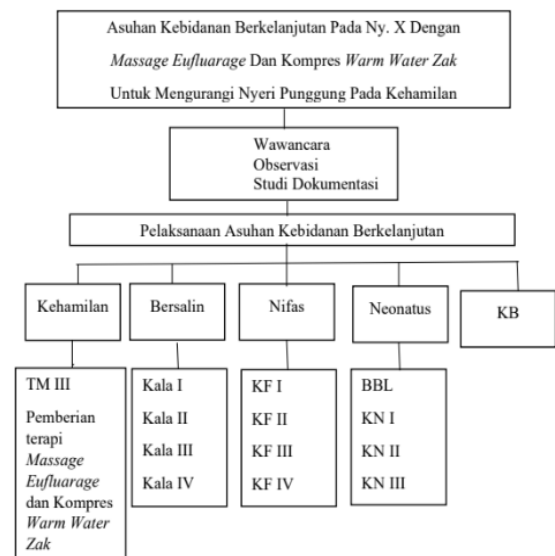 Asuhan Kebidanan Berkelanjutan Pada Ny. X Dengan
Massage Eufluarage Dan Kompres Warm Water Zak
Untuk Mengurangi Nyeri Punggung Pada Kehamilan
Wawancara
Observasi
Studi Dokumentasi
Pelaksanaan Asuhan Kebidanan Berkelanjutan
Kehamilan
Bersalin
Nifas
Neonatus
KB
TM III
Pemberian
terapi
Massage
Eufluarage
dan Kompres
Warm Water
Zak
Kala I
Kala II
Kala III
Kala IV
KF I
KF II
KF III
KF IV
BBL
KN I
KN II
KN III